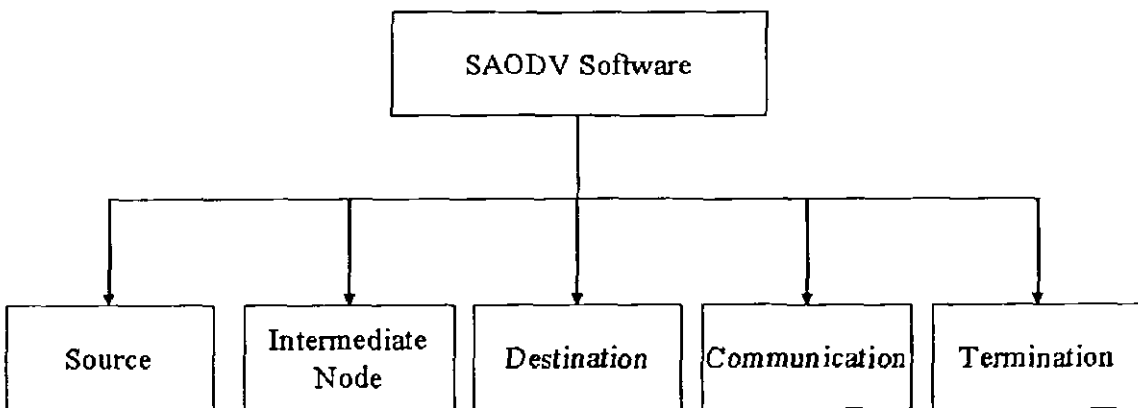 SAODV Software
Source
Intermediate
Node
Destination
Communication
Termination